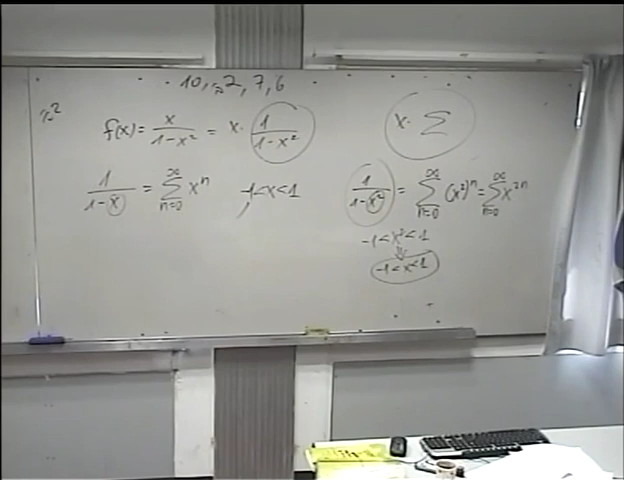 10, 2, 7, 6
f(x) = x/(1-x²) = x · 1/(1-x²)
x · Σ
1/(1-x) = Σ_{n=0}^{∞} xⁿ   -1<x<1
1/(1-x²) = Σ_{n=0}^{∞} (x²)ⁿ = Σ_{n=0}^{∞} x²ⁿ
-1<x²<1
⇓
-1<x<1